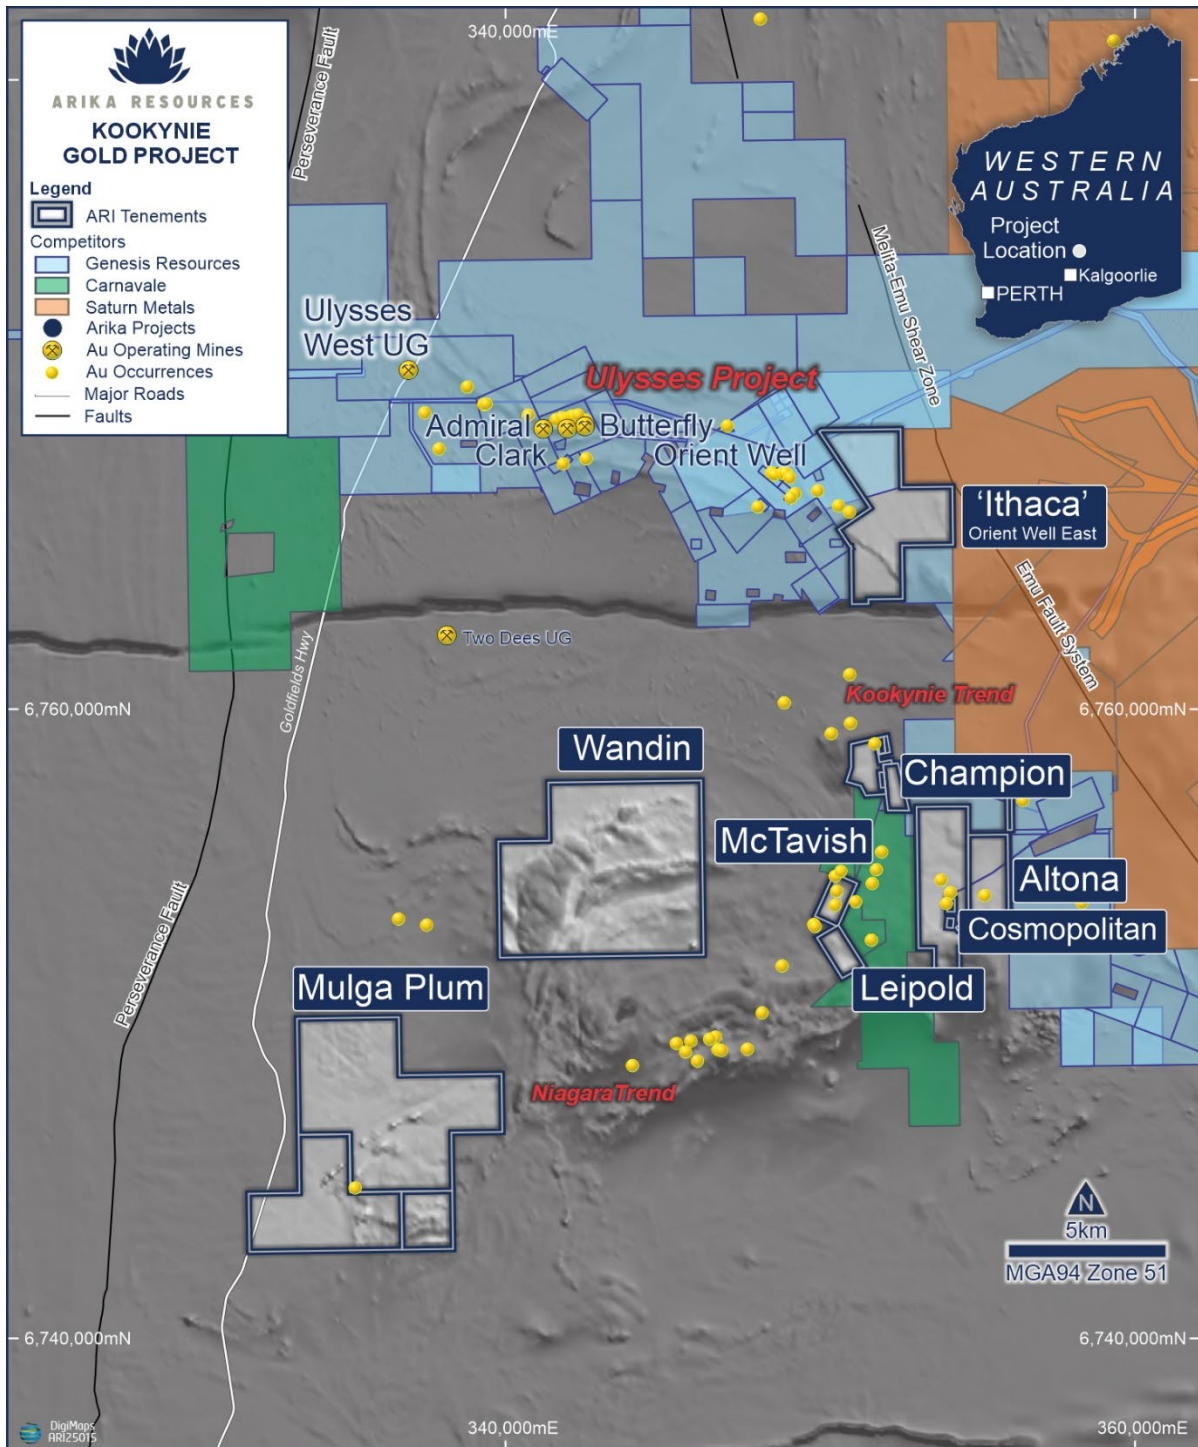 ARIKA RESOURCES
KOOKYNIE
GOLD PROJECT
Legend
ARI Tenements
Competitors
Genesis Resources
Carnavale
Saturn Metals
Arika Projects
Au Operating Mines
Au Occurrences
Major Roads
Faults
340,000mE
Perseverance Fault
WESTERN
AUSTRALIA
Project
Location
Kalgoorlie
PERTH
Melita-Emu Shear Zone
Ulysses
West UG
Ulysses Project
Admiral
Butterfly
Clark
Orient Well
'Ithaca'
Orient Well East
Emu Fault System
Two Dees UG
Goldfields Hwy
Kookynie Trend
6,760,000mN
6,760,000mN
Wandin
Champion
McTavish
Altona
Cosmopolitan
Perseverance Fault
Mulga Plum
Leipold
NiagaraTrend
N
5km
MGA94 Zone 51
6,740,000mN
6,740,000mN
DigiMaps
ARI25015
340,000mE
360,000mE